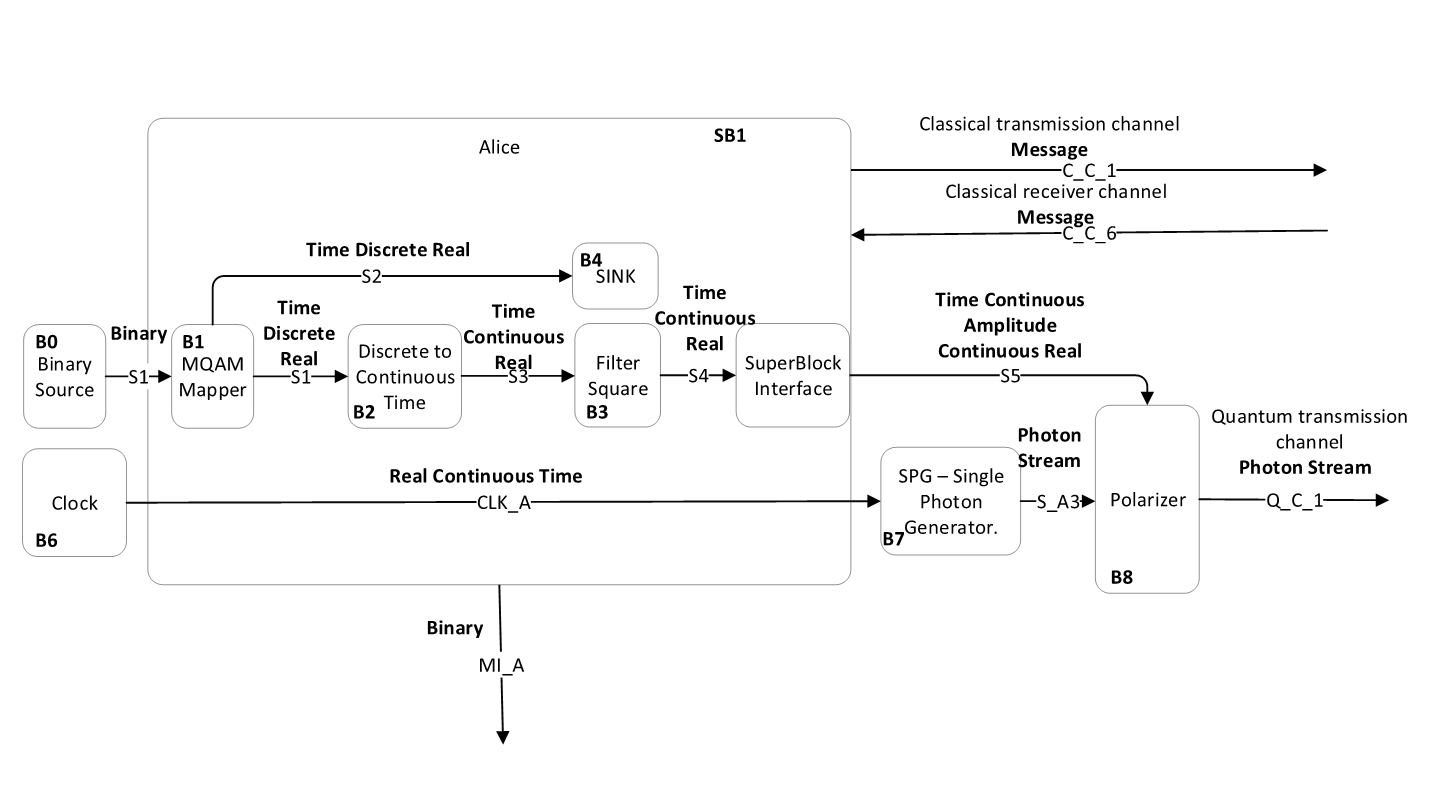 Alice
SB1
Classical transmission channel
Message
C_C_1
Classical receiver channel
Message
C_C_6
Time Discrete Real
S2
B4
SINK
B0
Binary
Source
Binary
S1
B1
MQAM
Mapper
Time
Discrete
Real
S1
Discrete to
Continuous
Time
B2
Time
Continuous
Real
S3
Filter
Square
B3
Time
Continuous
Real
S4
SuperBlock
Interface
Time Continuous
Amplitude
Continuous Real
S5
Clock
B6
Real Continuous Time
CLK_A
SPG – Single
Photon
Generator.
B7
Photon
Stream
S_A3
Polarizer
B8
Quantum transmission
channel
Photon Stream
Q_C_1
Binary
MI_A